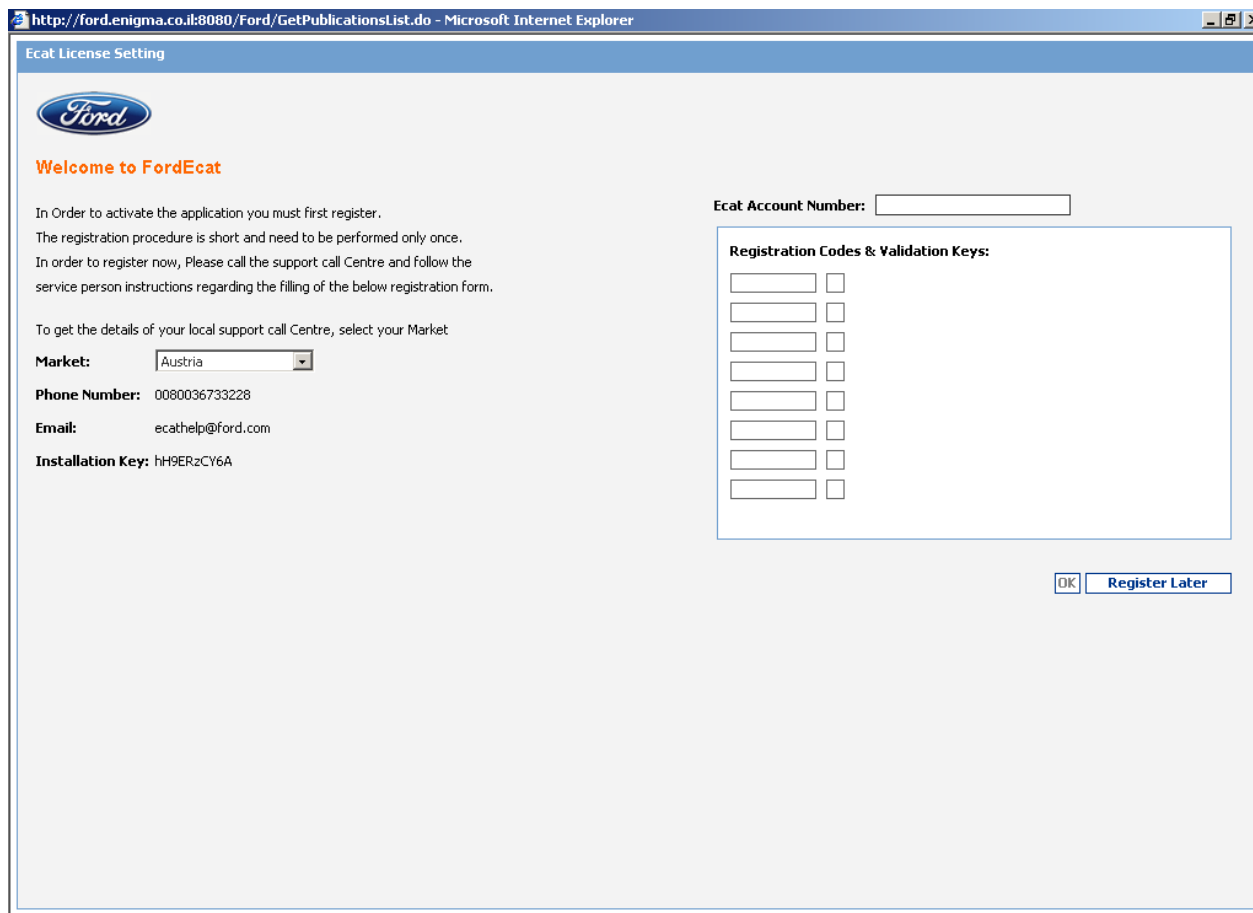 http://ford.enigma.co.il:8080/Ford/GetPublicationsList.do - Microsoft Internet Explorer
Ecat License Setting
Ford
Welcome to FordEcat
In Order to activate the application you must first register.
The registration procedure is short and need to be performed only once.
In order to register now, Please call the support call Centre and follow the
service person instructions regarding the filling of the below registration form.
To get the details of your local support call Centre, select your Market
Market: Austria
Phone Number: 0080036733228
Email: ecathelp@ford.com
Installation Key: hH9ERzCY6A
Ecat Account Number:
Registration Codes & Validation Keys:
OK Register Later